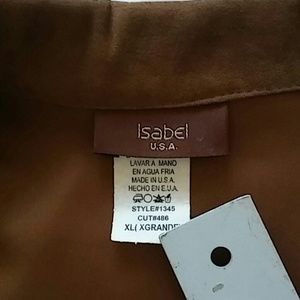 Isabel
U.S.A.
LAVAR A MANO
EN AGUA FRIA
MADE IN U.S.A.
HECHO EN E.U.A.
STYLE#1345
CUT#486
XL( XGRANDE